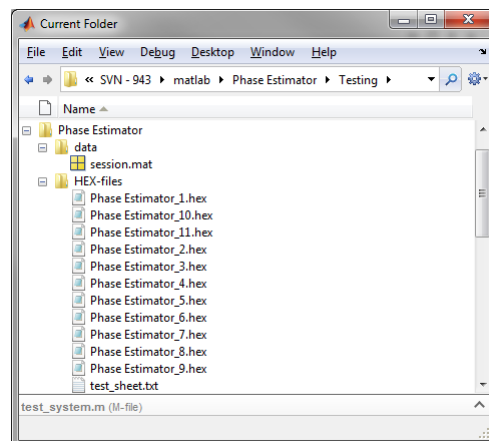 Current Folder
File Edit View Debug Desktop Window Help
« SVN - 943 ▸ matlab ▸ Phase Estimator ▸ Testing ▸
Name
Phase Estimator
data
session.mat
HEX-files
Phase Estimator_1.hex
Phase Estimator_10.hex
Phase Estimator_11.hex
Phase Estimator_2.hex
Phase Estimator_3.hex
Phase Estimator_4.hex
Phase Estimator_5.hex
Phase Estimator_6.hex
Phase Estimator_7.hex
Phase Estimator_8.hex
Phase Estimator_9.hex
test_sheet.txt
test_system.m (M-file)